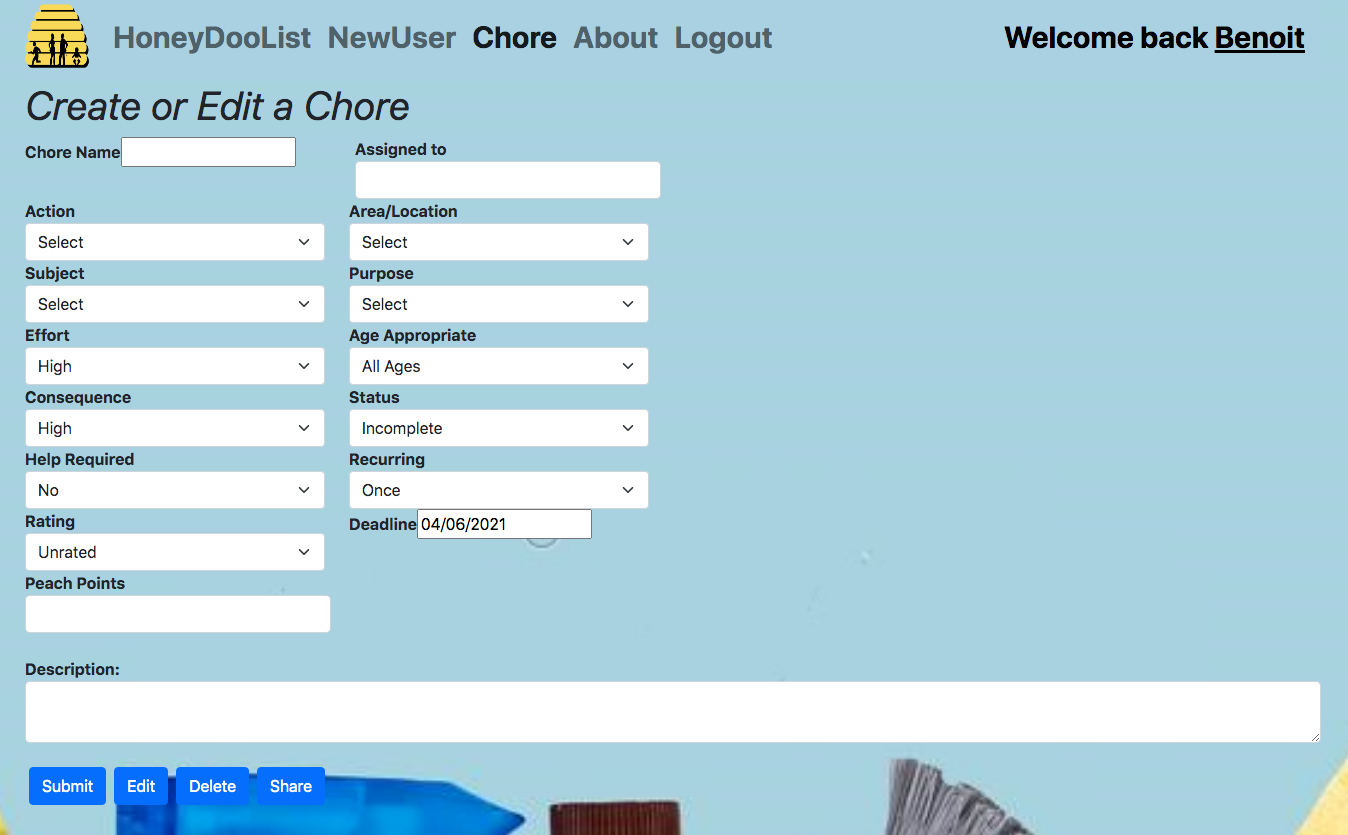 HoneyDooList NewUser Chore About Logout Welcome back Benoit
Create or Edit a Chore
Chore Name Assigned to
Action Area/Location
Select Select
Subject Purpose
Select Select
Effort Age Appropriate
High All Ages
Consequence Status
High Incomplete
Help Required Recurring
No Once
Rating Deadline 04/06/2021
Unrated
Peach Points
Description:
Submit Edit Delete Share